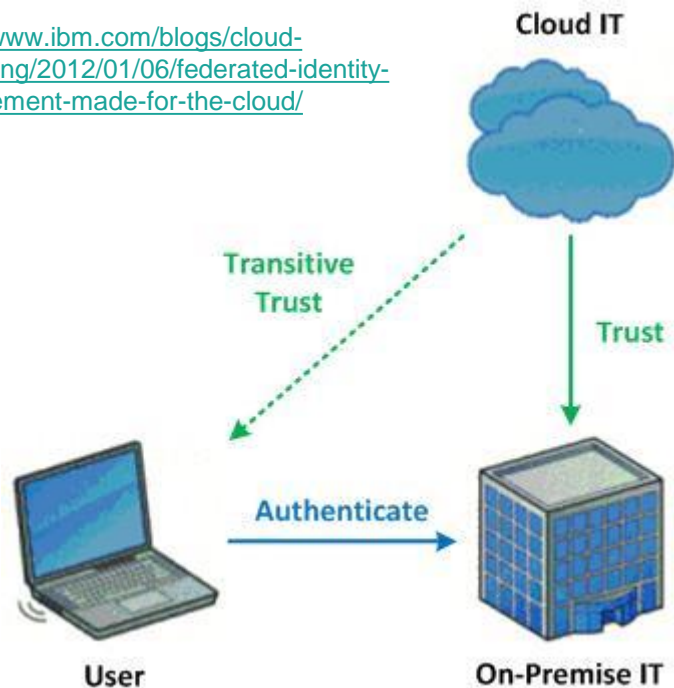 www.ibm.com/blogs/cloud-
ng/2012/01/06/federated-identity-
ement-made-for-the-cloud/
Cloud IT
Transitive
Trust
Trust
Authenticate
User
On-Premise IT